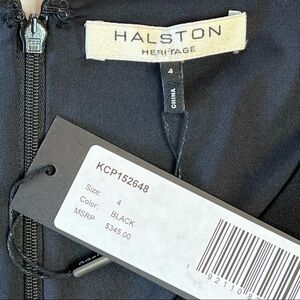 HALSTON
HERITAGE
4
CHINA
KCP152648
Size: 4
Color: BLACK
MSRP $345.00